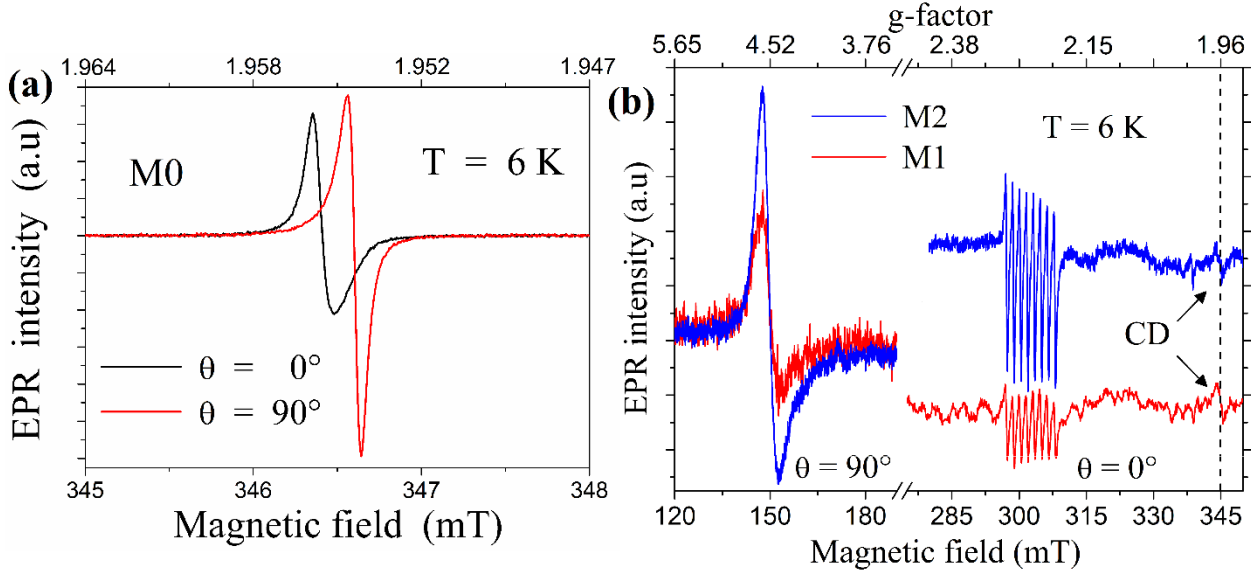 (a)
1.964 1.958 1.952 1.947
M0
T = 6 K
θ = 0°
θ = 90°
EPR intensity (a.u)
345 346 347 348
Magnetic field (mT)
(b)
g-factor
5.65 4.52 3.76 2.38 2.15 1.96
M2
M1
T = 6 K
CD
θ = 90°
θ = 0°
EPR intensity (a.u)
120 150 180 285 300 315 330 345
Magnetic field (mT)